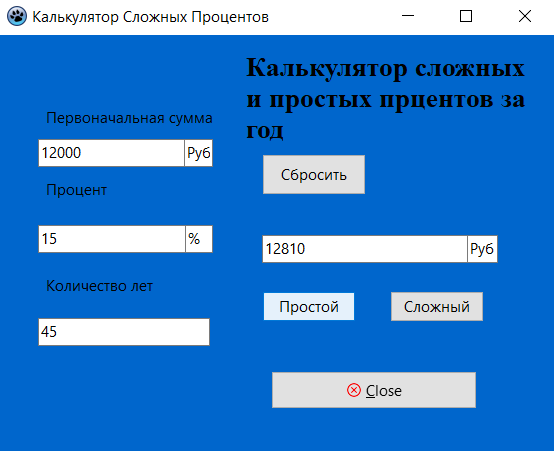 Калькулятор Сложных Процентов
Калькулятор сложных
и простых прцентов за
год
Первоначальная сумма
12000 Руб
Сбросить
Процент
15 %
12810 Руб
Количество лет
Простой Сложный
45
Close